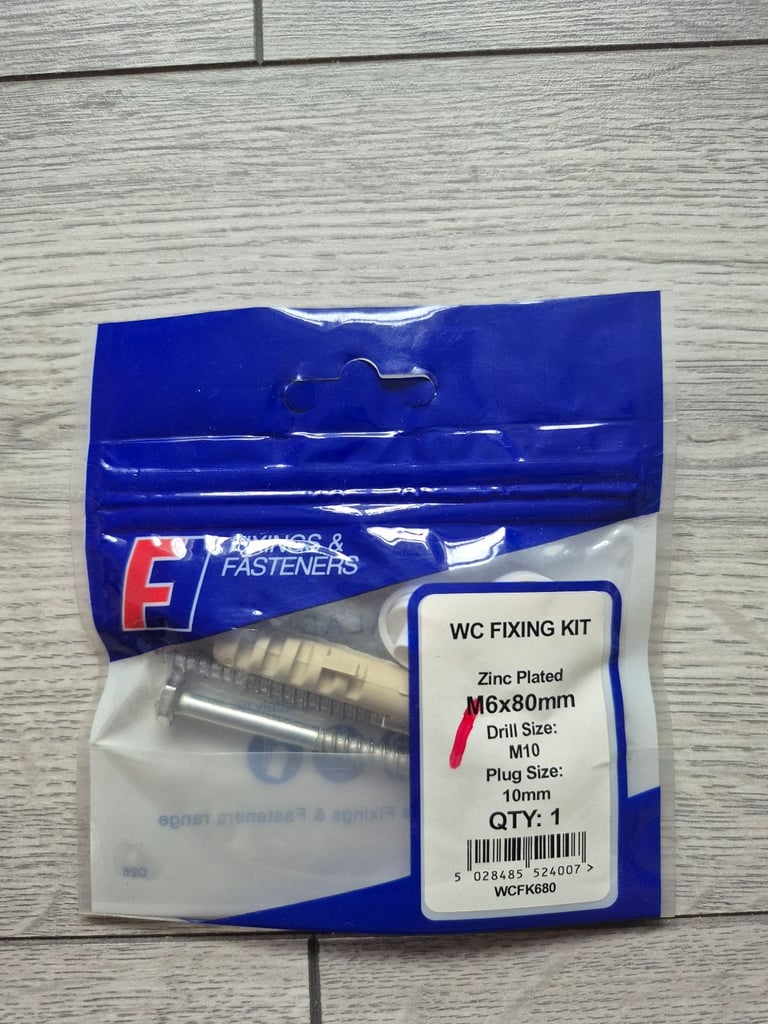 F
FIXINGS &
FASTENERS
WC FIXING KIT
Zinc Plated
M6x80mm
Drill Size:
M10
Plug Size:
10mm
QTY: 1
5 028485 524007 >
WCFK680
Fixings & Fasteners range
D26